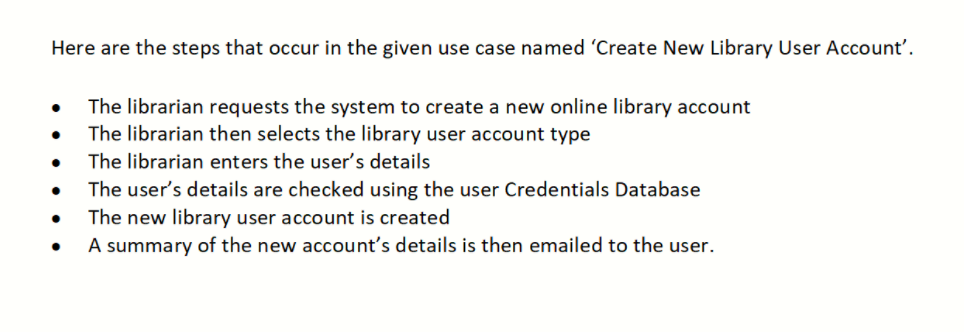 Here are the steps that occur in the given use case named ‘Create New Library User Account’.
• The librarian requests the system to create a new online library account
• The librarian then selects the library user account type
• The librarian enters the user’s details
• The user’s details are checked using the user Credentials Database
• The new library user account is created
• A summary of the new account’s details is then emailed to the user.